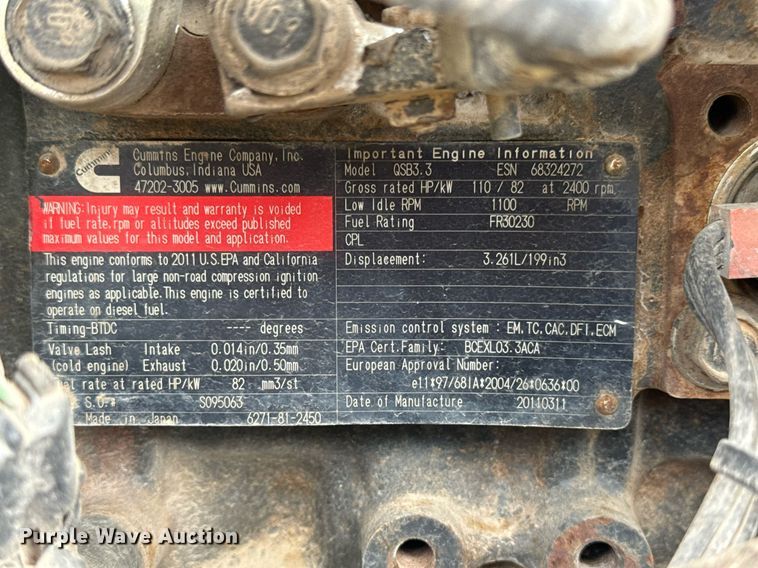 Cummins
Cummins Engine Company, Inc.
Columbus, Indiana USA
47202-3005 www.Cummins.com
WARNING: Injury may result and warranty is voided
if fuel rate, rpm or altitudes exceed published
maximum values for this model and application.
This engine conforms to 2011 U.S.EPA and California
regulations for large non-road compression ignition
engines as applicable. This engine is certified to
operate on diesel fuel.
Timing-BTDC ---- degrees
Valve Lash Intake 0.014in/0.35mm
(cold engine) Exhaust 0.020in/0.50mm
rate at rated HP/kW 82 mm3/st
S.O.# SO95063
Made in Japan 6271-81-2450
Important Engine Information
Model QSB3.3 ESN 68324272
Gross rated HP/kW 110 / 82 at 2400 rpm
Low Idle RPM 1100 RPM
Fuel Rating FR30230
CPL
Displacement: 3.261L/199in3
Emission control system : EM,TC,CAC,DFI,ECM
EPA Cert.Family: BCEXL03.3ACA
European Approval Number:
e11*97/68IA*2004/26*0636*00
Date of Manufacture 20110311
Purple Wave Auction